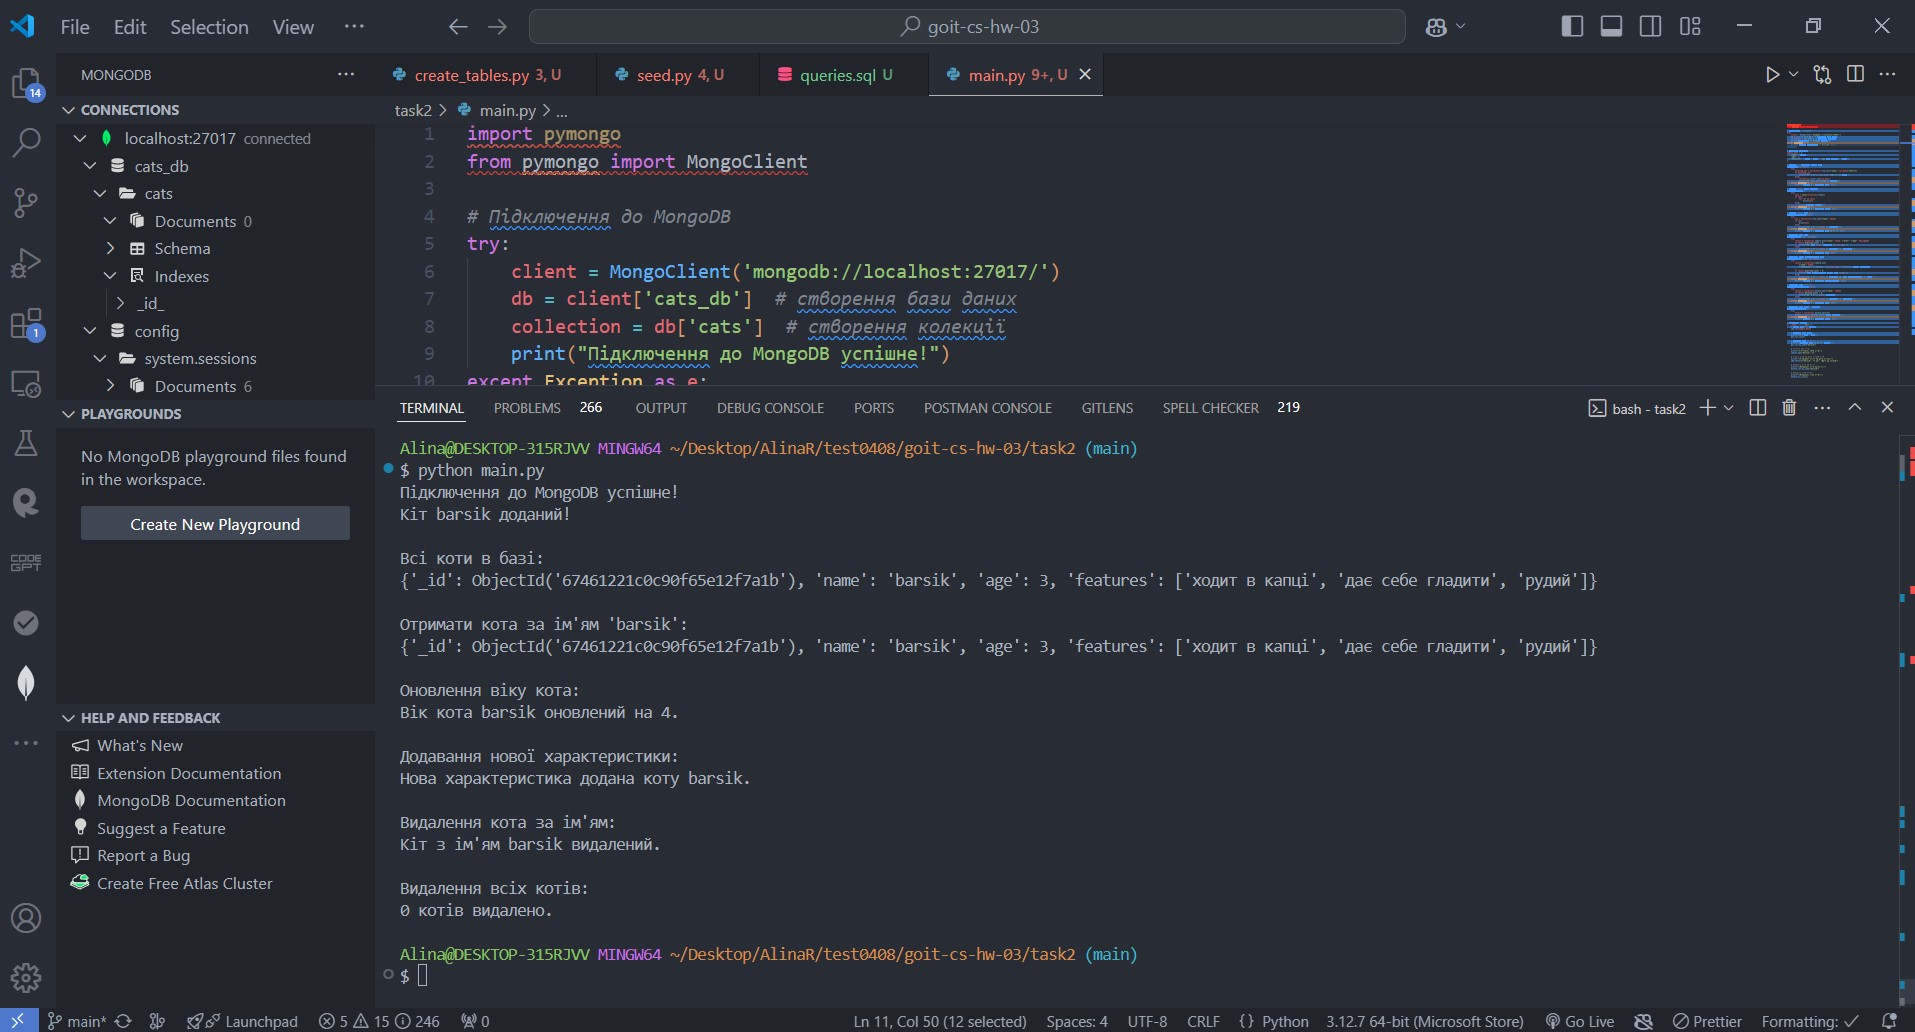 File Edit Selection View ···
goit-cs-hw-03
MONGODB ···
create_tables.py 3, U
seed.py 4, U
queries.sql U
main.py 9+, U
task2 > main.py > ...
CONNECTIONS
localhost:27017 connected
cats_db
cats
Documents 0
Schema
Indexes
_id_
config
system.sessions
Documents 6
PLAYGROUNDS
No MongoDB playground files found
in the workspace.
Create New Playground
HELP AND FEEDBACK
What's New
Extension Documentation
MongoDB Documentation
Suggest a Feature
Report a Bug
Create Free Atlas Cluster
14
1
CODE
GPT
1 import pymongo
2 from pymongo import MongoClient
3
4 # Підключення до MongoDB
5 try:
6 client = MongoClient('mongodb://localhost:27017/')
7 db = client['cats_db'] # створення бази даних
8 collection = db['cats'] # створення колекції
9 print("Підключення до MongoDB успішне!")
10 except Exception as e:
TERMINAL PROBLEMS 266 OUTPUT DEBUG CONSOLE PORTS POSTMAN CONSOLE GITLENS SPELL CHECKER 219 bash - task2
Alina@DESKTOP-315RJVV MINGW64 ~/Desktop/AlinaR/test0408/goit-cs-hw-03/task2 (main)
$ python main.py
Підключення до MongoDB успішне!
Кіт barsik доданий!
Всі коти в базі:
{'_id': ObjectId('67461221c0c90f65e12f7a1b'), 'name': 'barsik', 'age': 3, 'features': ['ходит в капці', 'дає себе гладити', 'рудий']}
Отримати кота за ім'ям 'barsik':
{'_id': ObjectId('67461221c0c90f65e12f7a1b'), 'name': 'barsik', 'age': 3, 'features': ['ходит в капці', 'дає себе гладити', 'рудий']}
Оновлення віку кота:
Вік кота barsik оновлений на 4.
Додавання нової характеристики:
Нова характеристика додана коту barsik.
Видалення кота за ім'ям:
Кіт з ім'ям barsik видалений.
Видалення всіх котів:
0 котів видалено.
Alina@DESKTOP-315RJVV MINGW64 ~/Desktop/AlinaR/test0408/goit-cs-hw-03/task2 (main)
$
main* Launchpad 5 15 246 0 Ln 11, Col 50 (12 selected) Spaces: 4 UTF-8 CRLF {} Python 3.12.7 64-bit (Microsoft Store) Go Live Prettier Formatting: ✓